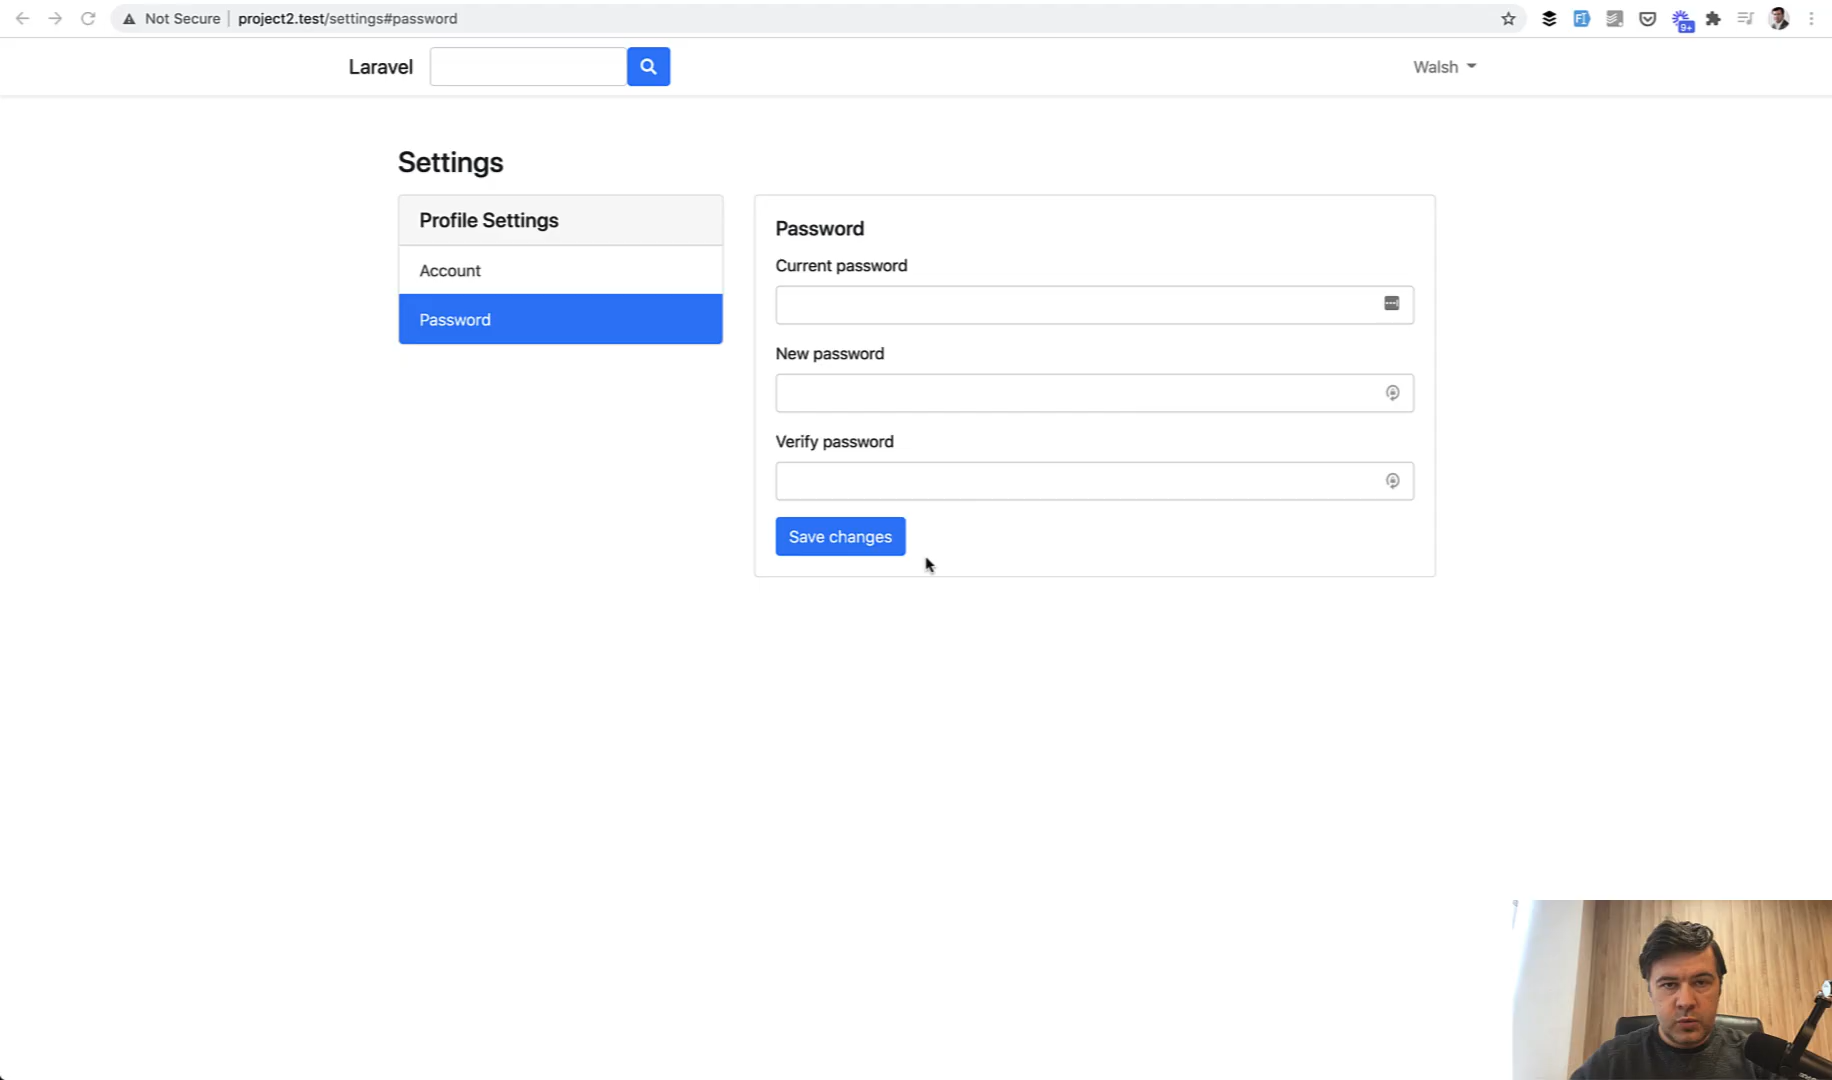 Not Secure | project2.test/settings#password
9+
Laravel
Walsh
Settings
Profile Settings
Account
Password
Password
Current password
New password
Verify password
Save changes